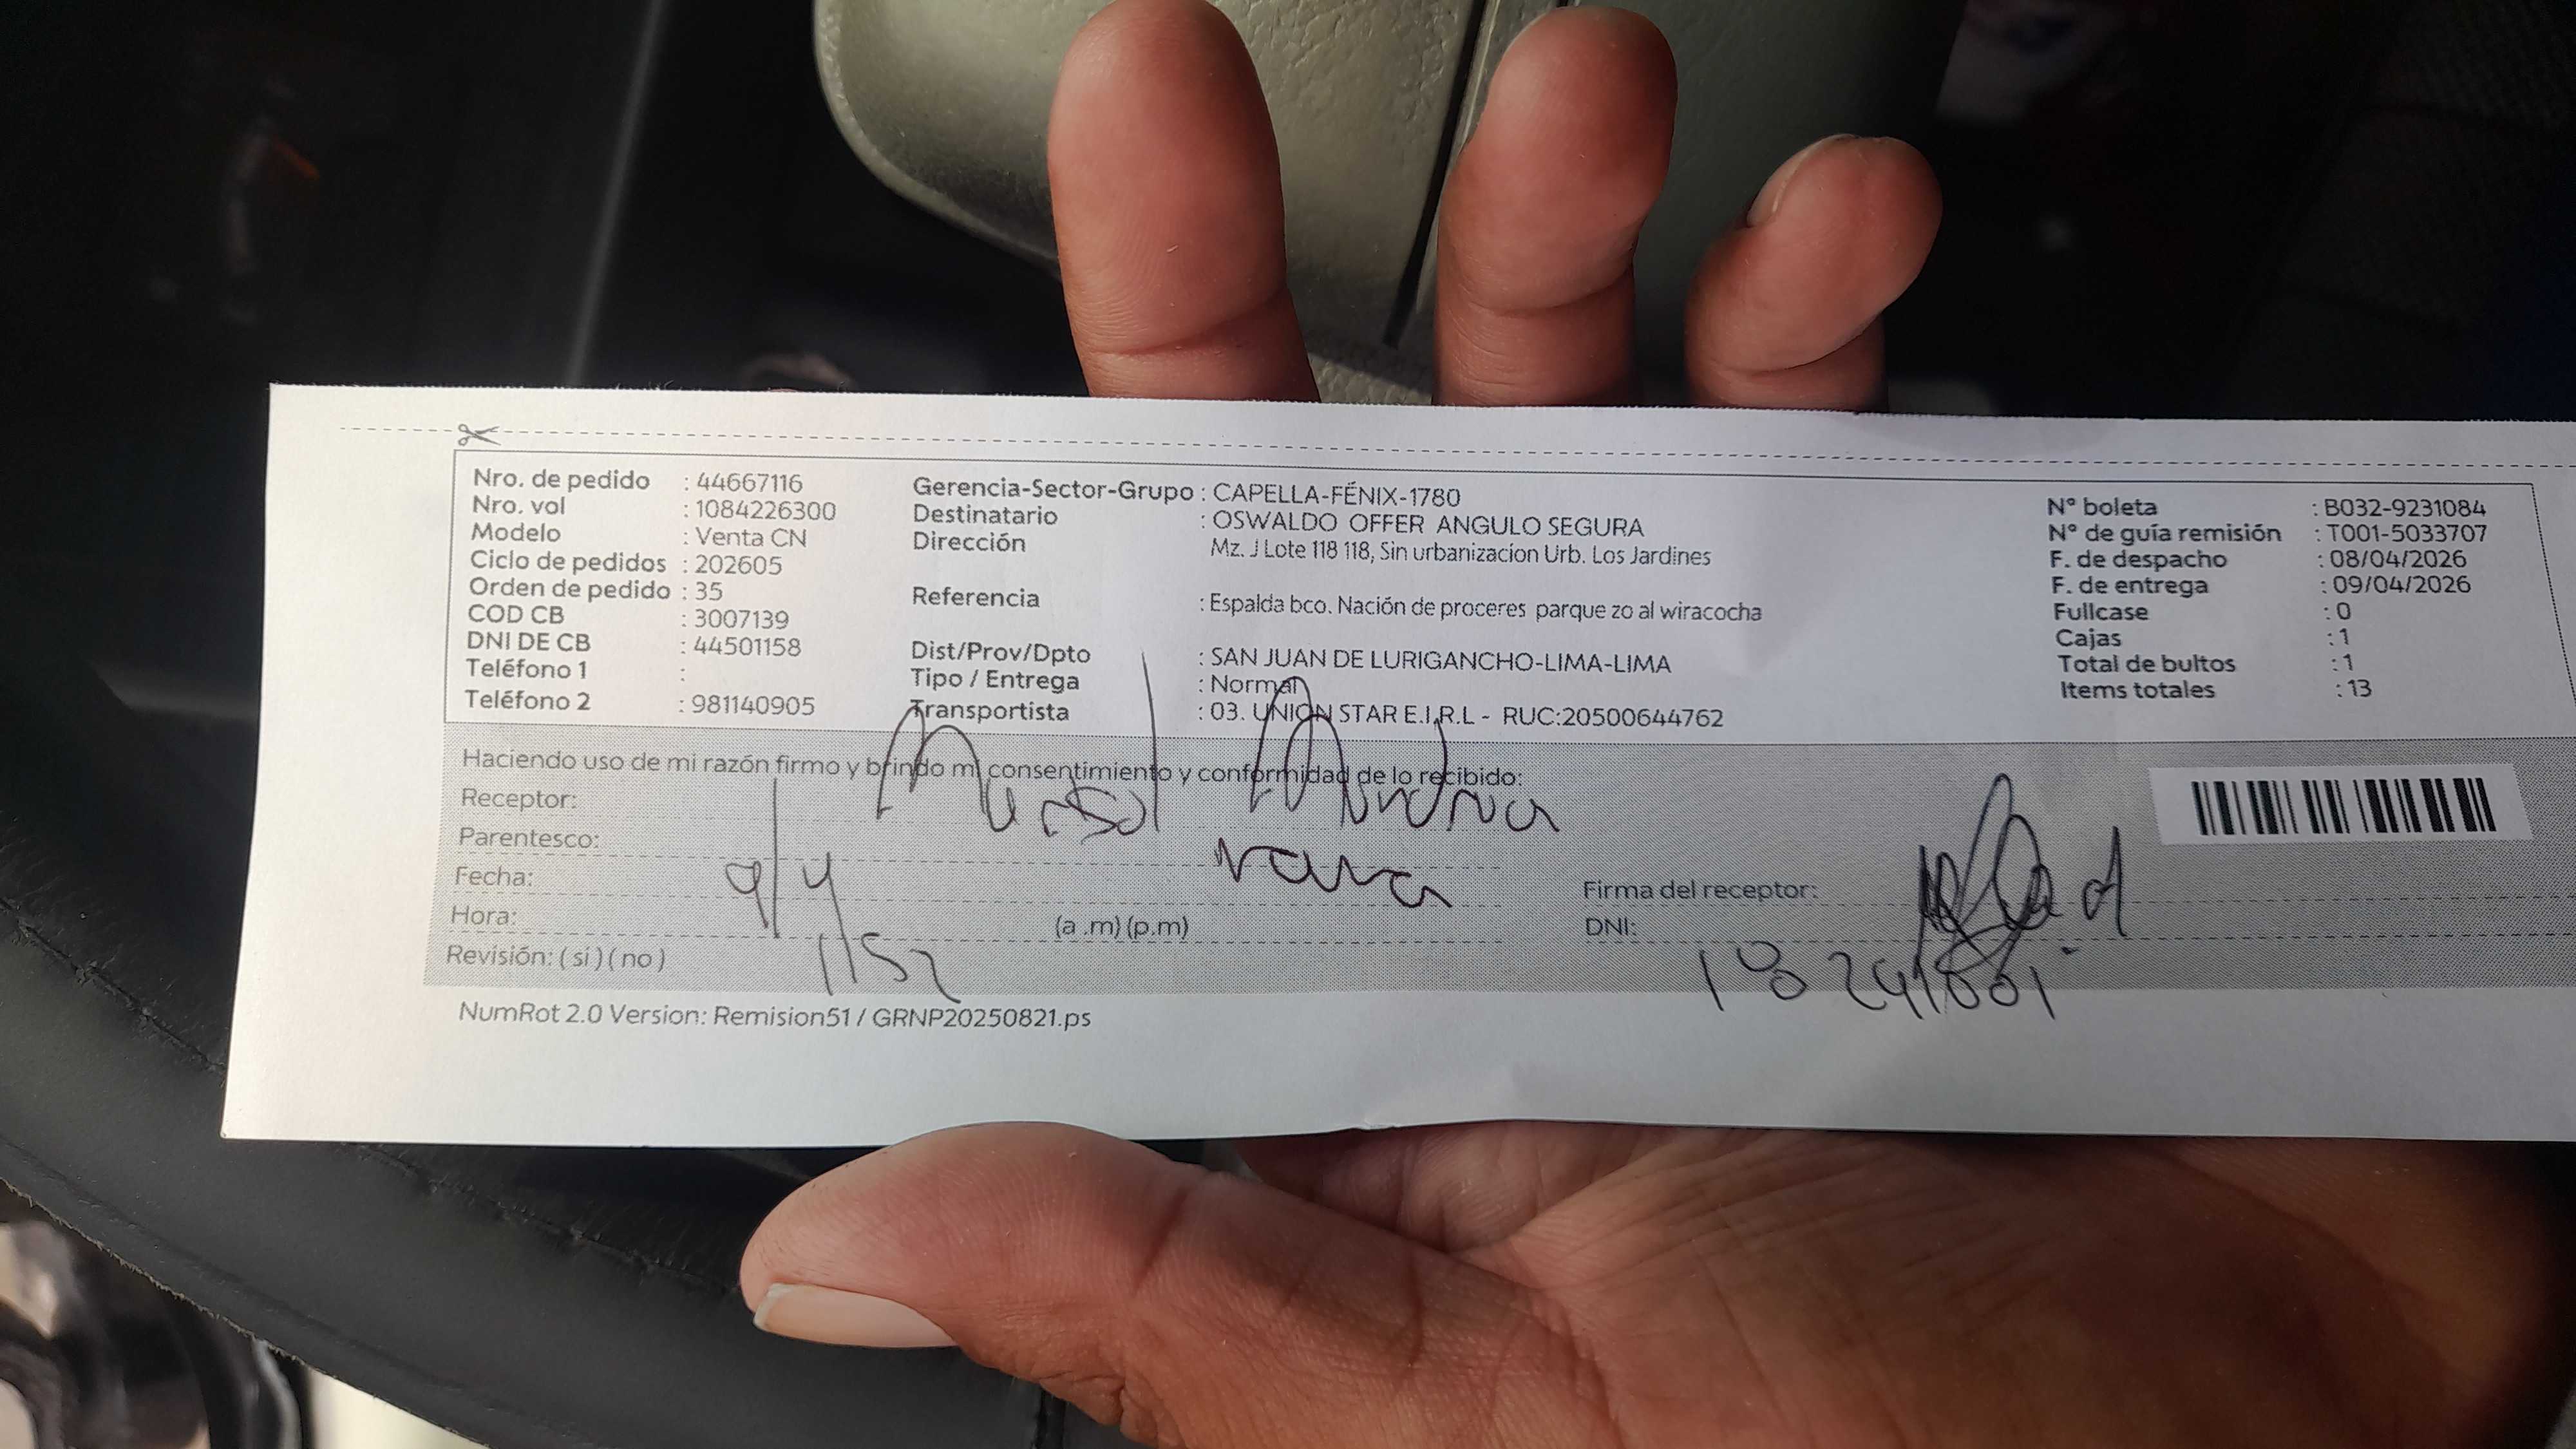 Nro. de pedido : 44667116
Nro. vol : 1084226300
Modelo : Venta CN
Ciclo de pedidos : 202605
Orden de pedido : 35
COD CB : 3007139
DNI DE CB : 44501158
Teléfono 1 :
Teléfono 2 : 981140905
Gerencia-Sector-Grupo : CAPELLA-FÉNIX-1780
Destinatario : OSWALDO OFFER ANGULO SEGURA
Dirección Mz. J Lote 118 118, Sin urbanizacion Urb. Los Jardines
Referencia : Espalda bco. Nación de proceres parque zo al wiracocha
Dist/Prov/Dpto : SAN JUAN DE LURIGANCHO-LIMA-LIMA
Tipo / Entrega : Normal
Transportista : 03. UNION STAR E.I.R.L - RUC:20500644762
N° boleta : B032-9231084
N° de guía remisión : T001-5033707
F. de despacho : 08/04/2026
F. de entrega : 09/04/2026
Fullcase : 0
Cajas : 1
Total de bultos : 1
Items totales : 13
Haciendo uso de mi razón firmo y brindo mi consentimiento y conformidad de lo recibido:
Receptor:
Parentesco:
Fecha: 9/4
Hora: 1152 (a .m) (p.m)
Revisión: ( si ) ( no )
Firma del receptor:
DNI:
NumRot 2.0 Version: Remision51 / GRNP20250821.ps